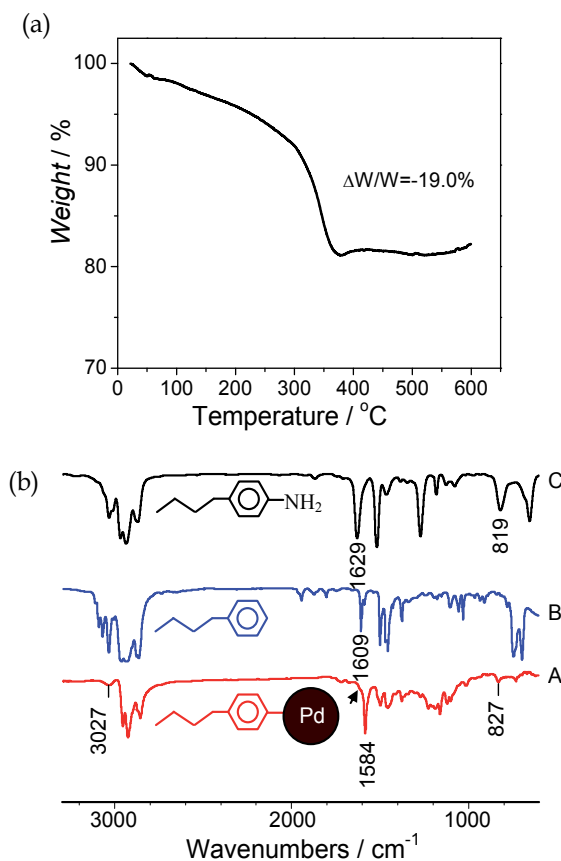 (a)
100
90
80
70
Weight / %
ΔW/W=-19.0%
0 100 200 300 400 500 600
Temperature / °C
(b)
C
NH₂
1629
819
B
1609
A
Pd
3027
1584
827
3000 2000 1000
Wavenumbers / cm⁻¹